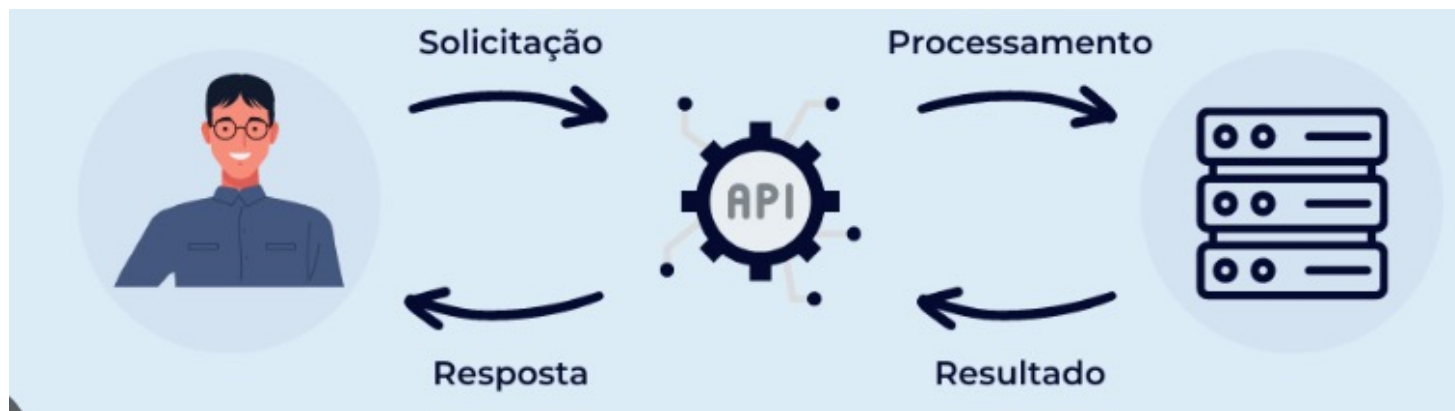 Solicitação
Processamento
API
Resposta
Resultado